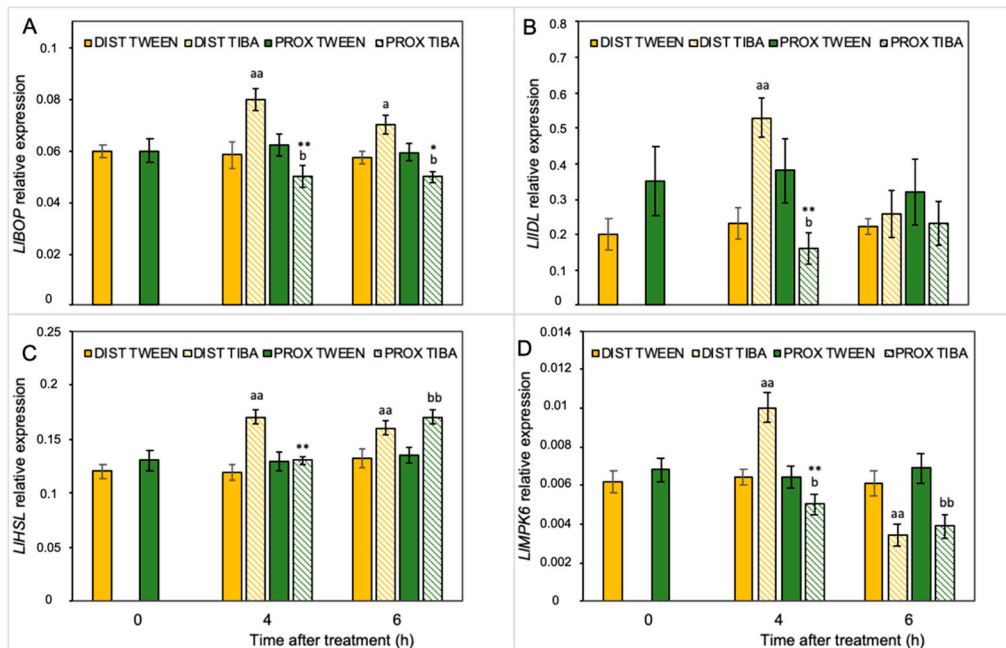 A
DIST TWEEN DIST TIBA PROX TWEEN PROX TIBA
LlBOP relative expression
0.1
0.08
0.06
0.04
0.02
0
aa
**
b
a
*
b
B
DIST TWEEN DIST TIBA PROX TWEEN PROX TIBA
LlIDL relative expression
0.8
0.7
0.6
0.5
0.4
0.3
0.2
0.1
0
aa
**
b
C
DIST TWEEN DIST TIBA PROX TWEEN PROX TIBA
LlHSL relative expression
0.25
0.2
0.15
0.1
0.05
0
aa
**
aa
bb
0 4 6
Time after treatment (h)
D
DIST TWEEN DIST TIBA PROX TWEEN PROX TIBA
LlMPK6 relative expression
0.014
0.012
0.01
0.008
0.006
0.004
0.002
0
aa
**
b
aa
bb
0 4 6
Time after treatment (h)